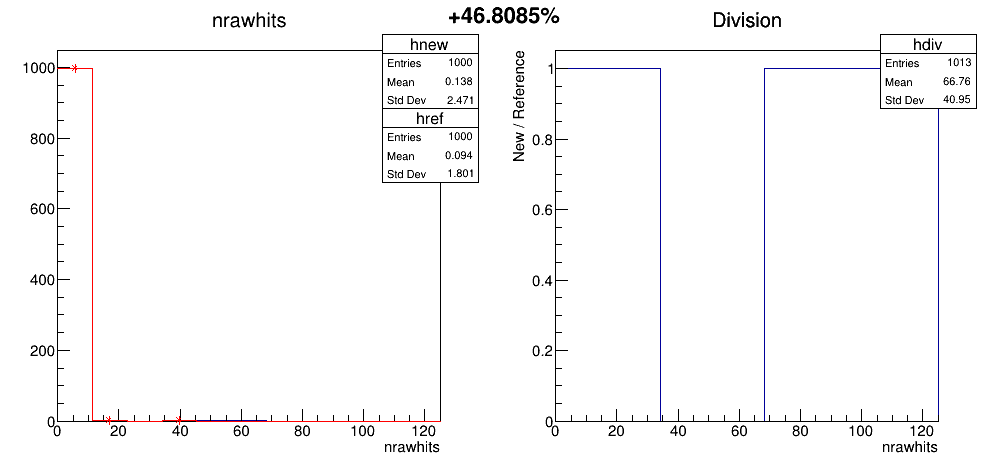 +46.8085%
nrawhits
hnew
Entries 1000
Mean 0.138
Std Dev 2.471
href
Entries 1000
Mean 0.094
Std Dev 1.801
1000
800
600
400
200
0
0 20 40 60 80 100 120
nrawhits
Division
hdiv
Entries 1013
Mean 66.76
Std Dev 40.95
New / Reference
1
0.8
0.6
0.4
0.2
0
0 20 40 60 80 100 120
nrawhits